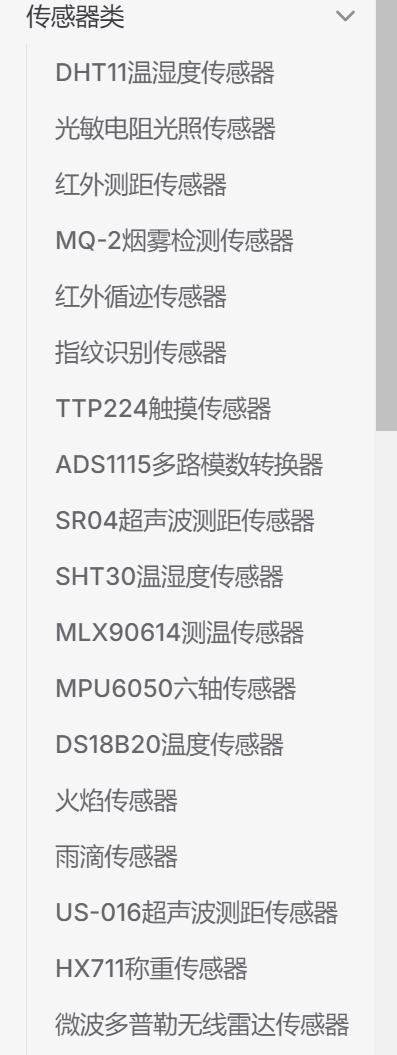 传感器类
DHT11温湿度传感器
光敏电阻光照传感器
红外测距传感器
MQ-2烟雾检测传感器
红外循迹传感器
指纹识别传感器
TTP224触摸传感器
ADS1115多路模数转换器
SR04超声波测距传感器
SHT30温湿度传感器
MLX90614测温传感器
MPU6050六轴传感器
DS18B20温度传感器
火焰传感器
雨滴传感器
US-016超声波测距传感器
HX711称重传感器
微波多普勒无线雷达传感器